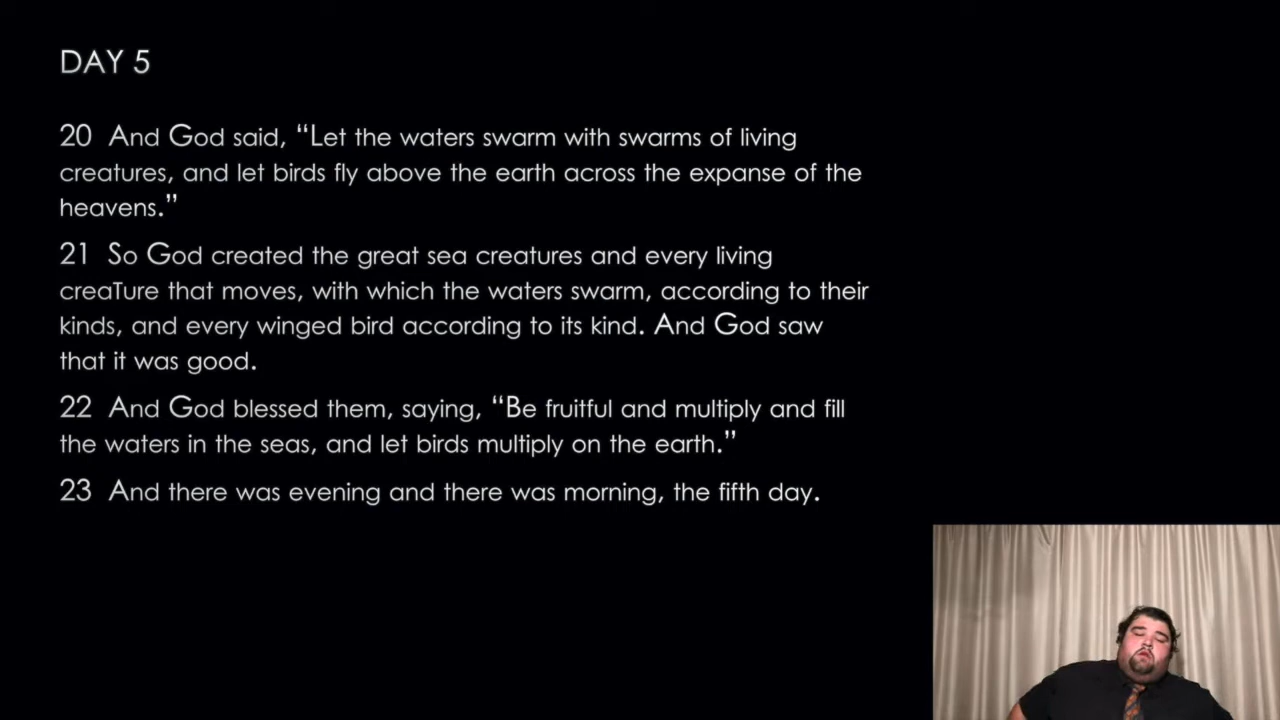 DAY 5
20 And God said, “Let the waters swarm with swarms of living
creatures, and let birds fly above the earth across the expanse of the
heavens.”
21 So God created the great sea creatures and every living
creaTure that moves, with which the waters swarm, according to their
kinds, and every winged bird according to its kind. And God saw
that it was good.
22 And God blessed them, saying, “Be fruitful and multiply and fill
the waters in the seas, and let birds multiply on the earth.”
23 And there was evening and there was morning, the fifth day.